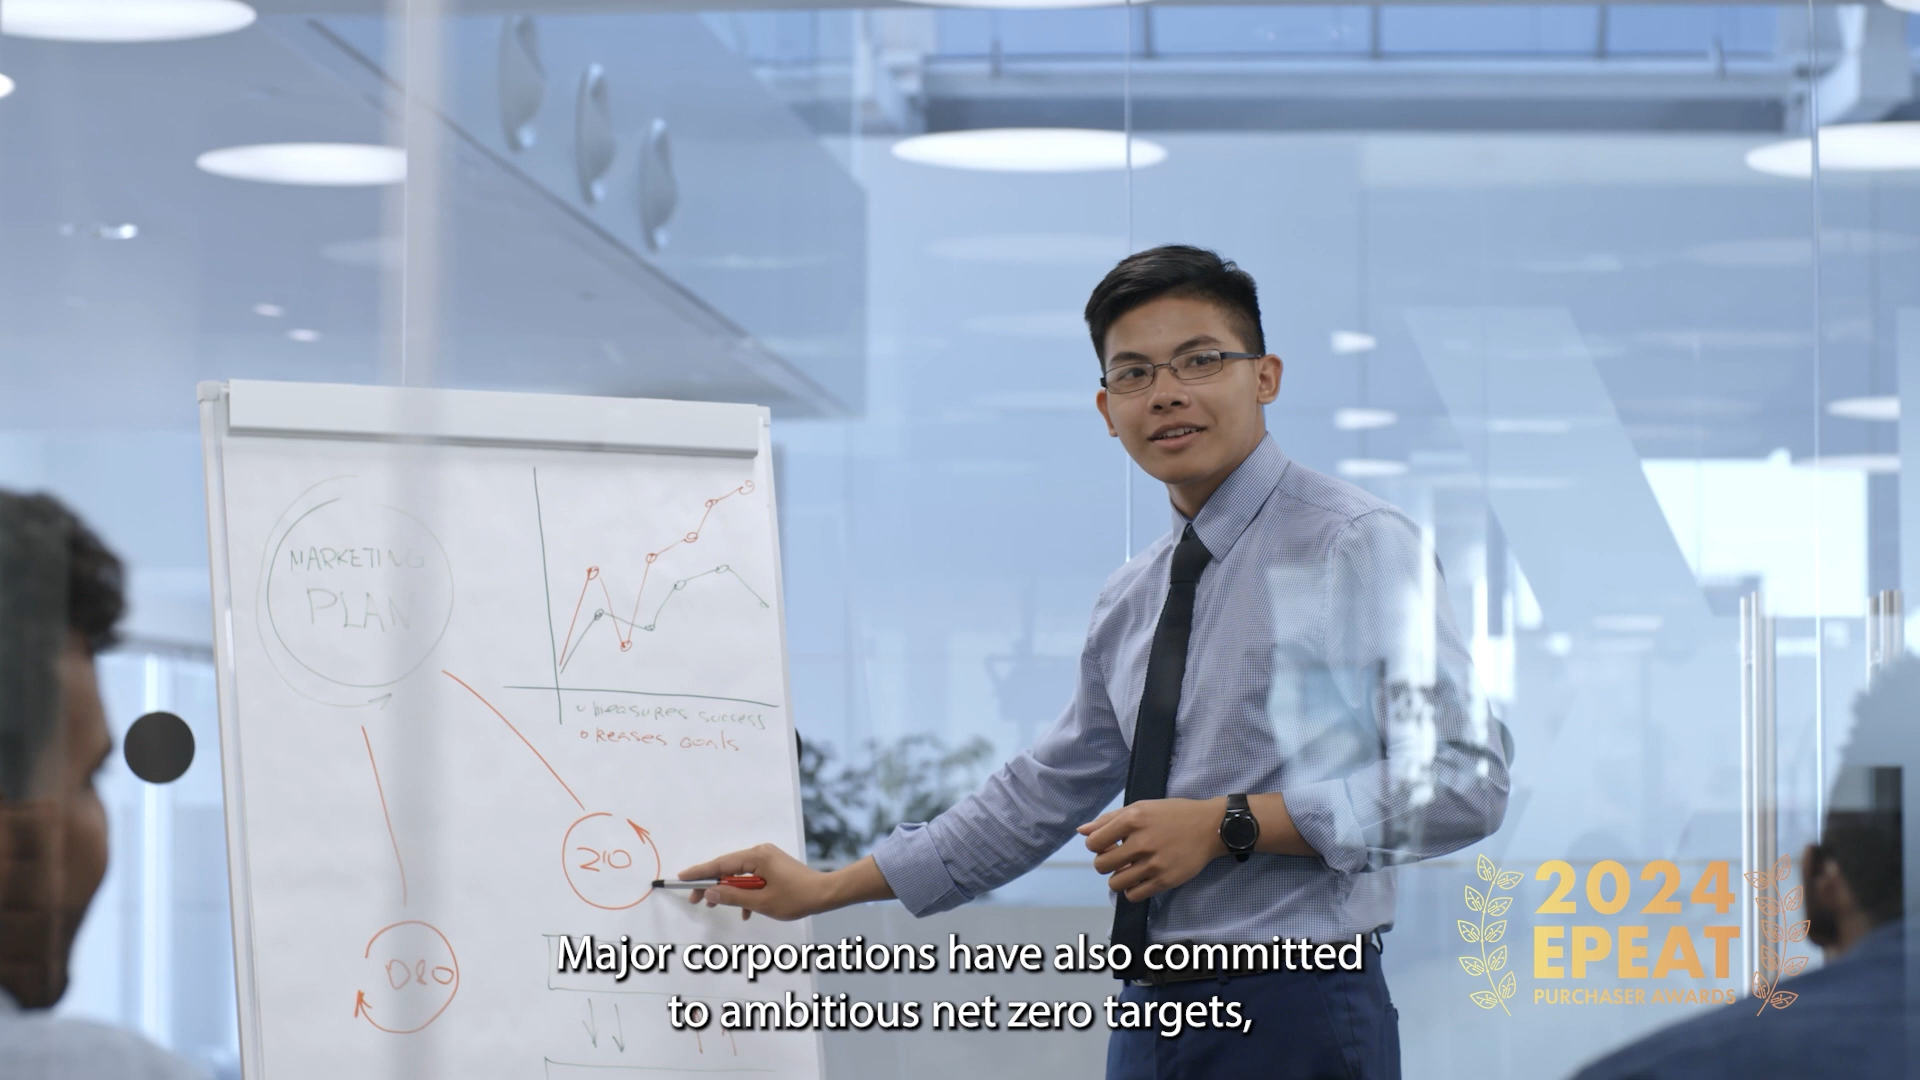 MARKETING
PLAN
measures success
goals
210
Major corporations have also committed
to ambitious net zero targets,
2024
EPEAT
PURCHASER AWARDS